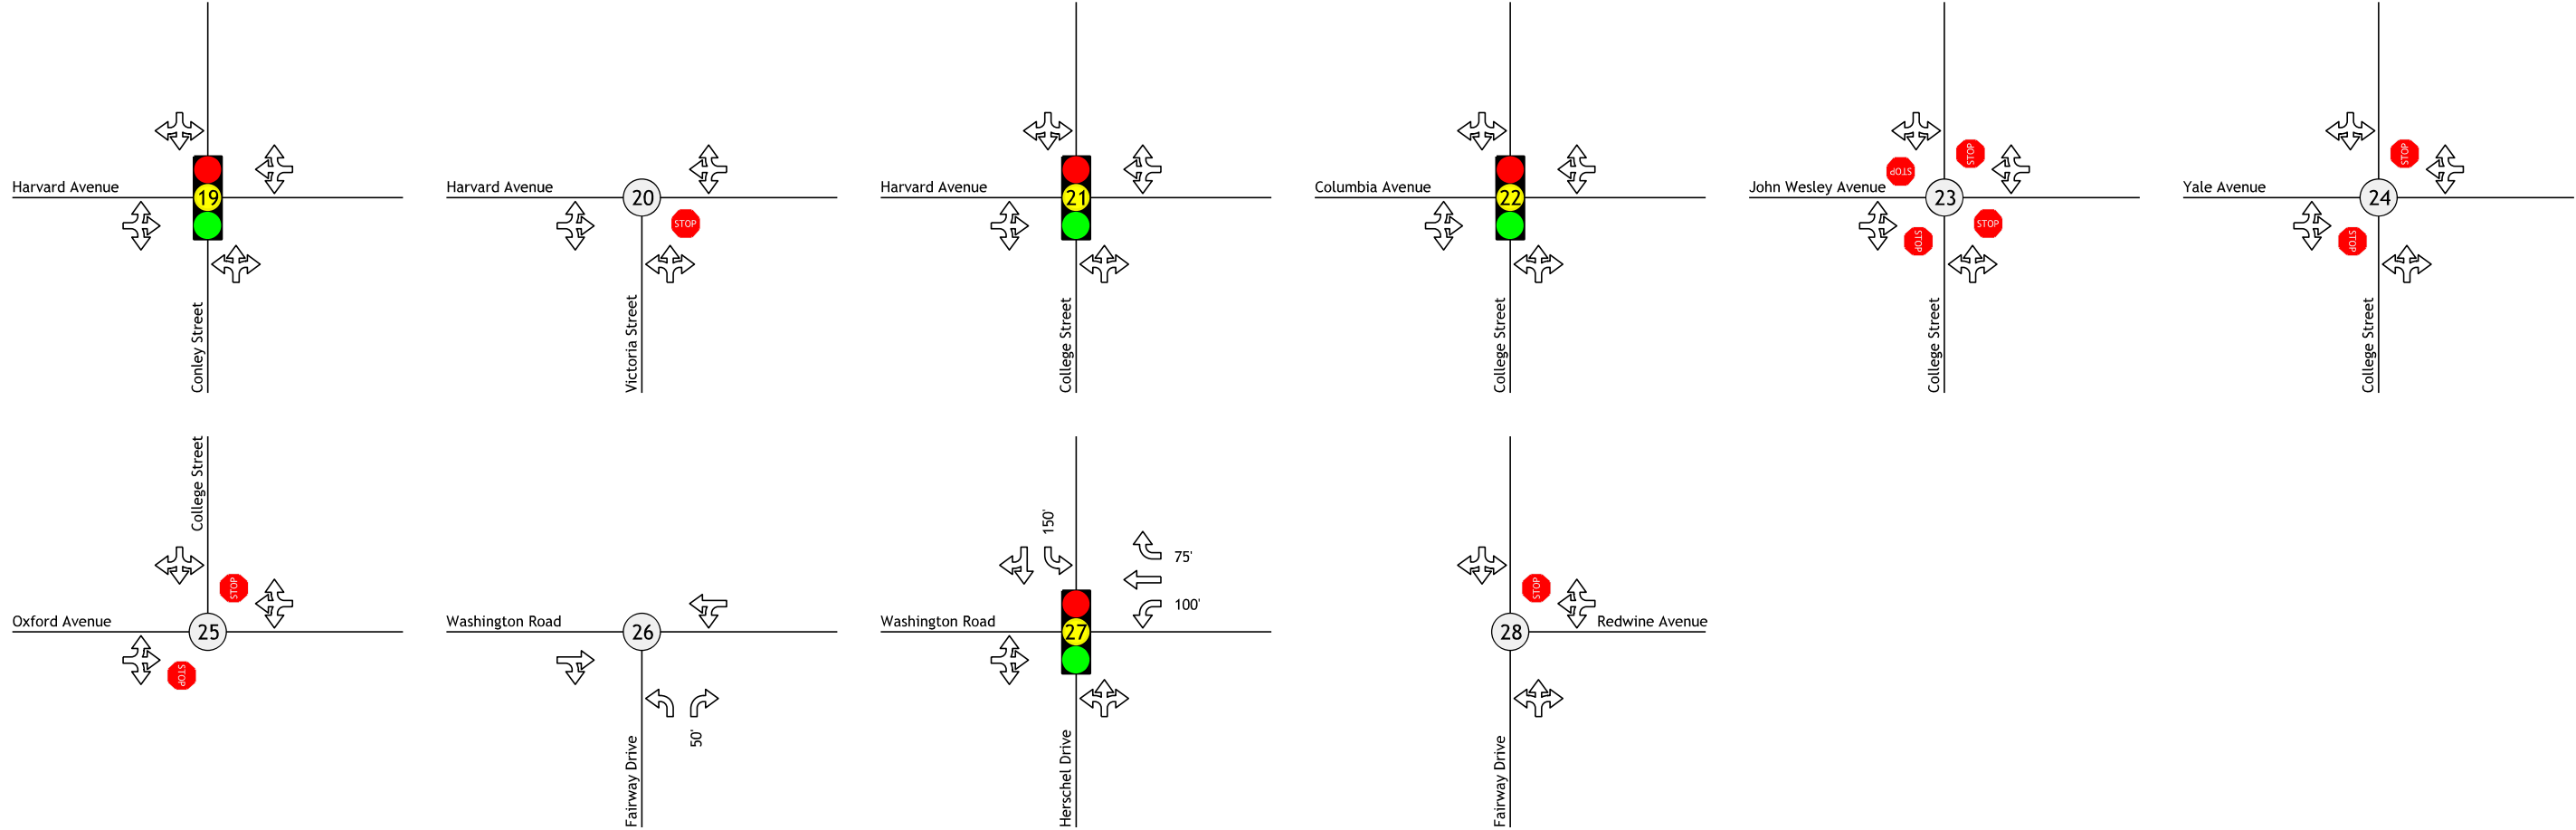 Harvard Avenue
19
Conley Street
Harvard Avenue
20
STOP
Victoria Street
Harvard Avenue
21
College Street
Columbia Avenue
22
College Street
John Wesley Avenue
STOP
STOP
23
STOP
STOP
College Street
Yale Avenue
STOP
24
STOP
College Street
College Street
STOP
Oxford Avenue
25
STOP
Washington Road
26
50'
Fairway Drive
150'
75'
100'
Washington Road
27
Herschel Drive
STOP
28
Redwine Avenue
Fairway Drive